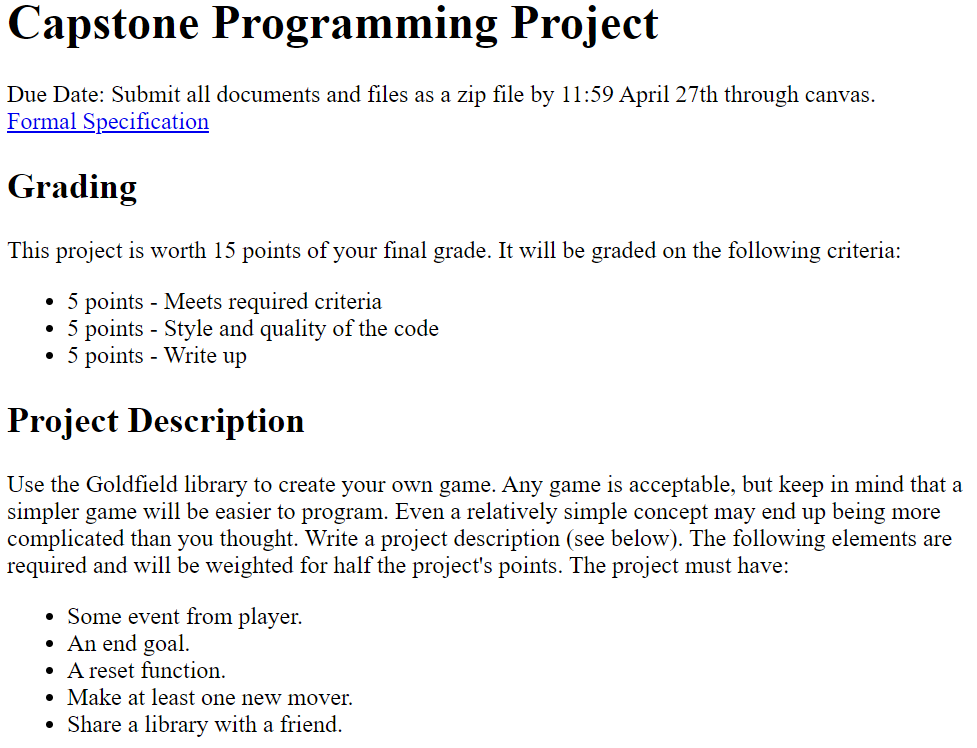 Capstone Programming Project
Due Date: Submit all documents and files as a zip file by 11:59 April 27th through canvas.
Formal Specification
Grading
This project is worth 15 points of your final grade. It will be graded on the following criteria:
• 5 points - Meets required criteria
• 5 points - Style and quality of the code
• 5 points - Write up
Project Description
Use the Goldfield library to create your own game. Any game is acceptable, but keep in mind that a
simpler game will be easier to program. Even a relatively simple concept may end up being more
complicated than you thought. Write a project description (see below). The following elements are
required and will be weighted for half the project's points. The project must have:
• Some event from player.
• An end goal.
• A reset function.
• Make at least one new mover.
• Share a library with a friend.